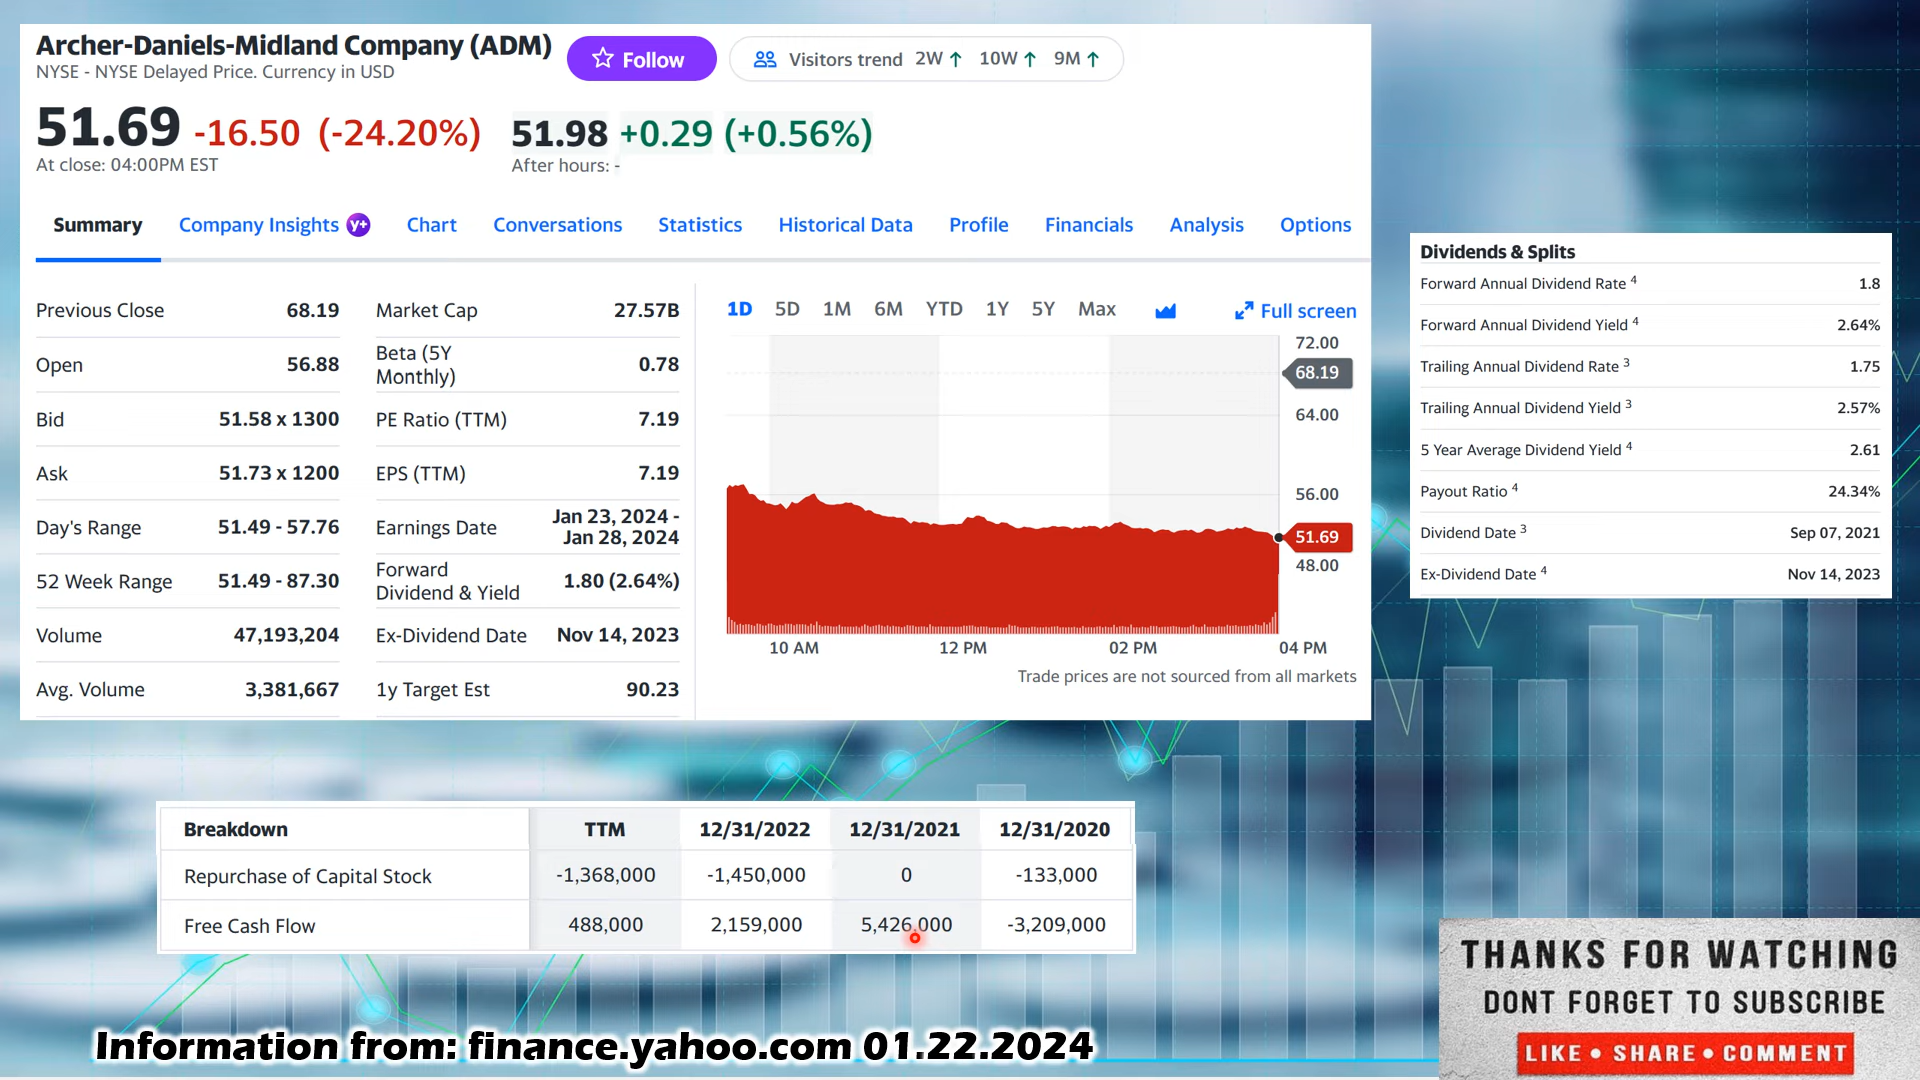 Archer-Daniels-Midland Company (ADM)
Follow
Visitors trend 2W 10W 9M
NYSE - NYSE Delayed Price. Currency in USD
51.69 -16.50 (-24.20%) 51.98 +0.29 (+0.56%)
At close: 04:00PM EST After hours: -
Summary Company Insights y+ Chart Conversations Statistics Historical Data Profile Financials Analysis Options
Previous Close 68.19
Open 56.88
Bid 51.58 x 1300
Ask 51.73 x 1200
Day's Range 51.49 - 57.76
52 Week Range 51.49 - 87.30
Volume 47,193,204
Avg. Volume 3,381,667
Market Cap 27.57B
Beta (5Y
Monthly) 0.78
PE Ratio (TTM) 7.19
EPS (TTM) 7.19
Earnings Date Jan 23, 2024 -
Jan 28, 2024
Forward
Dividend & Yield 1.80 (2.64%)
Ex-Dividend Date Nov 14, 2023
1y Target Est 90.23
1D 5D 1M 6M YTD 1Y 5Y Max Full screen
72.00
68.19
64.00
56.00
51.69
48.00
10 AM 12 PM 02 PM 04 PM
Trade prices are not sourced from all markets
Dividends & Splits
Forward Annual Dividend Rate 4 1.8
Forward Annual Dividend Yield 4 2.64%
Trailing Annual Dividend Rate 3 1.75
Trailing Annual Dividend Yield 3 2.57%
5 Year Average Dividend Yield 4 2.61
Payout Ratio 4 24.34%
Dividend Date 3 Sep 07, 2021
Ex-Dividend Date 4 Nov 14, 2023
Breakdown TTM 12/31/2022 12/31/2021 12/31/2020
Repurchase of Capital Stock -1,368,000 -1,450,000 0 -133,000
Free Cash Flow 488,000 2,159,000 5,426,000 -3,209,000
Information from: finance.yahoo.com 01.22.2024
THANKS FOR WATCHING
DONT FORGET TO SUBSCRIBE
LIKE • SHARE • COMMENT